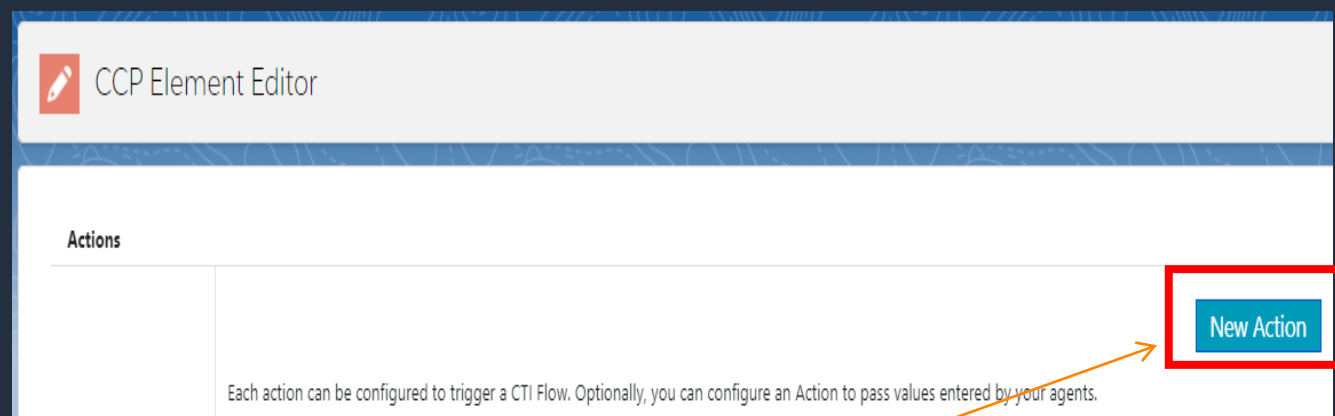 CCP Element Editor
Actions
New Action
Each action can be configured to trigger a CTI Flow. Optionally, you can configure an Action to pass values entered by your agents.